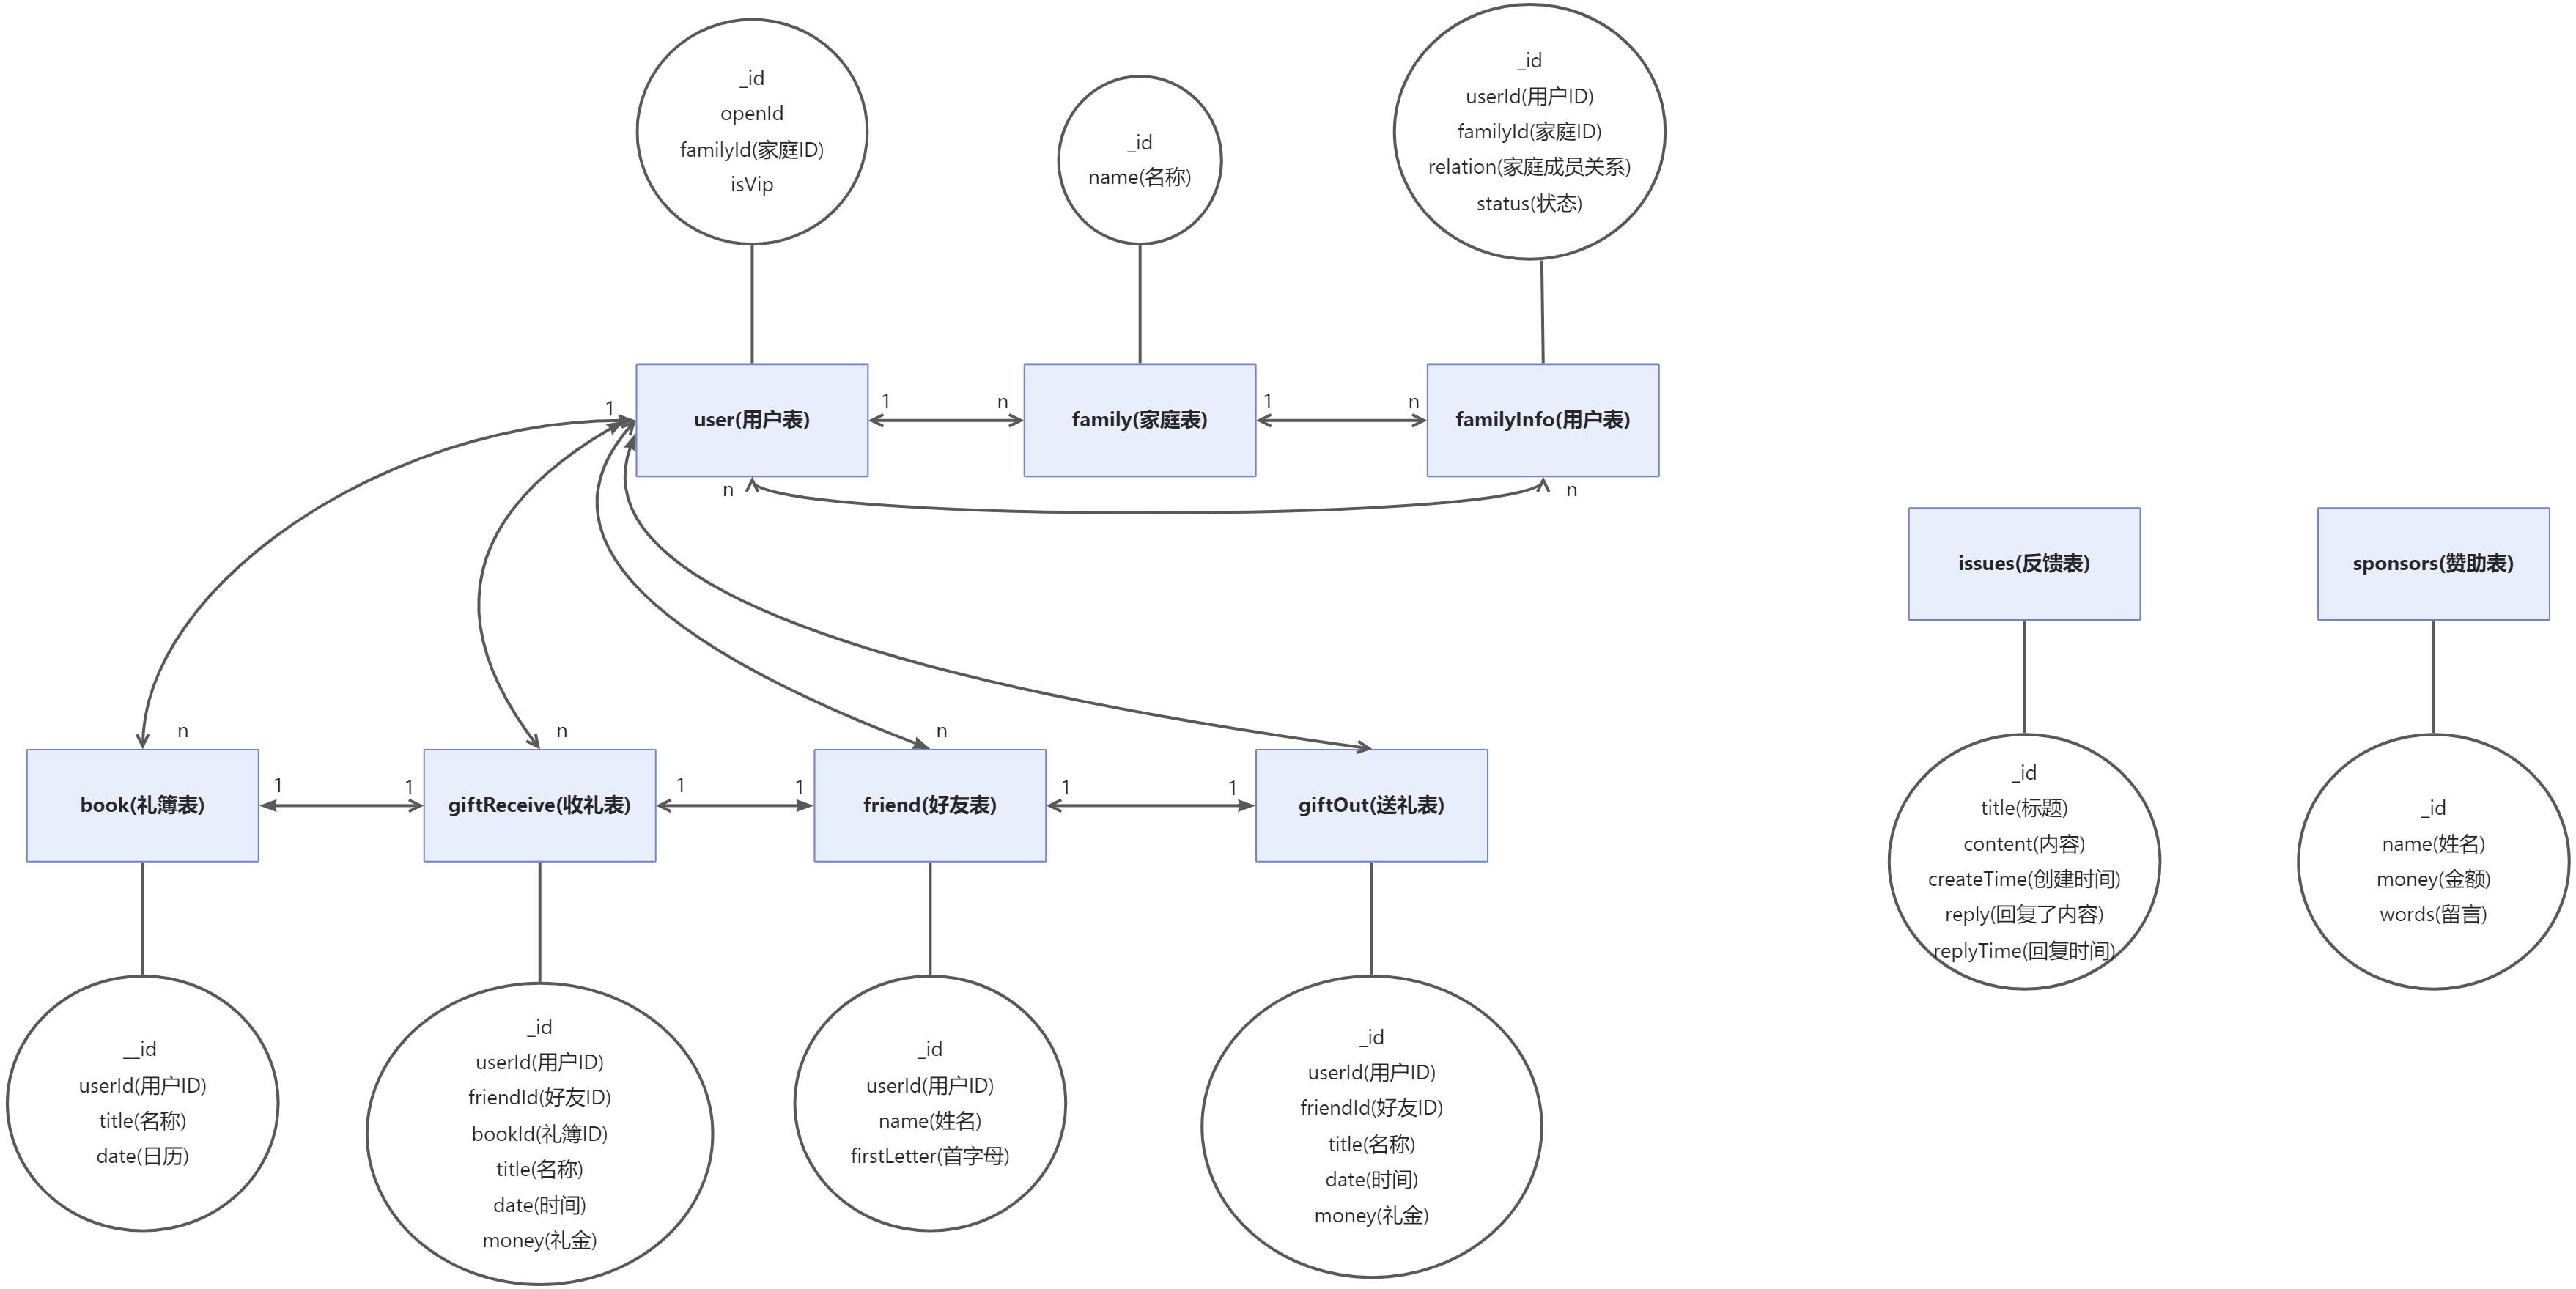 _id
openId
familyId(家庭ID)
isVip
_id
name(名称)
_id
userId(用户ID)
familyId(家庭ID)
relation(家庭成员关系)
status(状态)
user(用户表)
family(家庭表)
familyInfo(用户表)
1
1
n
1
n
n
n
issues(反馈表)
sponsors(赞助表)
n
n
n
book(礼簿表)
giftReceive(收礼表)
friend(好友表)
giftOut(送礼表)
1
1
1
1
1
1
_id
title(标题)
content(内容)
createTime(创建时间)
reply(回复了内容)
replyTime(回复时间)
_id
name(姓名)
money(金额)
words(留言)
__id
userId(用户ID)
title(名称)
date(日历)
_id
userId(用户ID)
friendId(好友ID)
bookId(礼簿ID)
title(名称)
date(时间)
money(礼金)
_id
userId(用户ID)
name(姓名)
firstLetter(首字母)
_id
userId(用户ID)
friendId(好友ID)
title(名称)
date(时间)
money(礼金)